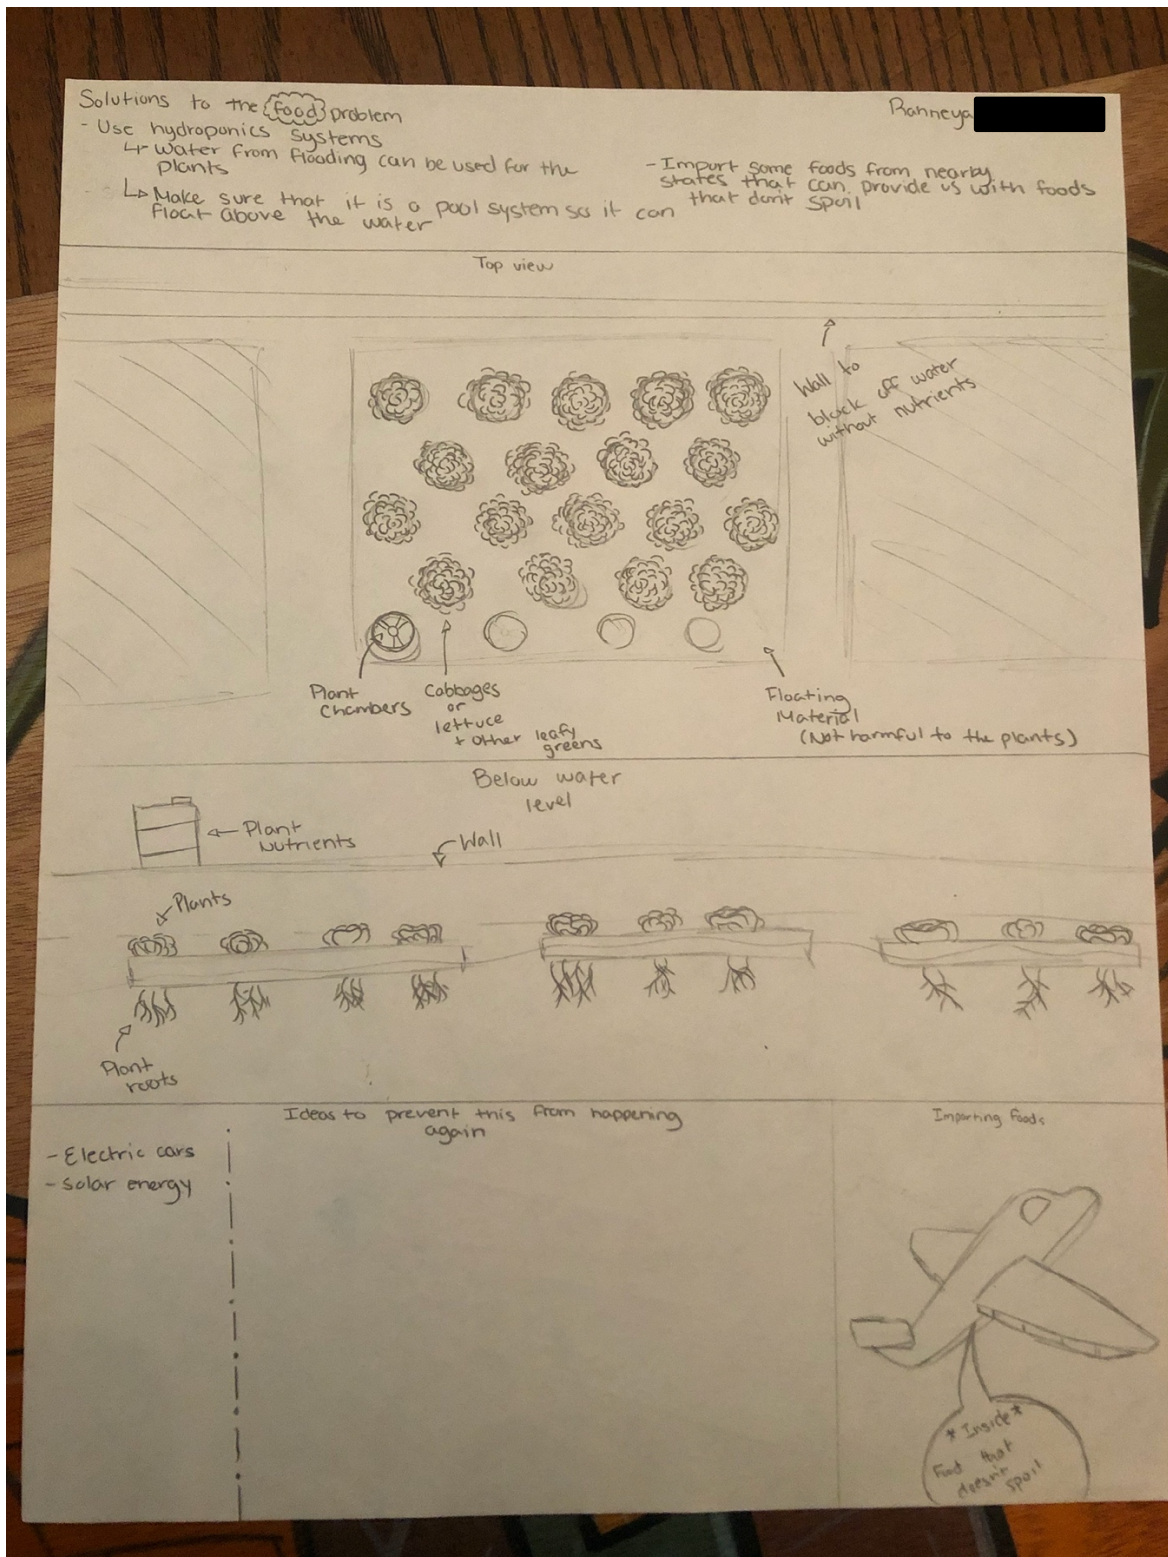 Solutions to the food problem
Ranneya
- Use hydroponics systems
↳ Water from flooding can be used for the
plants
↳ Make sure that it is a pool system so it can
float above the water
- Import some foods from nearby
states that can provide us with foods
that don't spoil
Top view
Wall to
block off water
without nutrients
Plant
Chambers
Cabbages
or
lettuce
+ other leafy
greens
Floating
Material
(Not harmful to the plants)
Below water
level
Plant
Nutrients
Wall
Plants
Plant
roots
Ideas to prevent this from happening
again
- Electric cars
- Solar energy
Importing foods
*Inside*
Food that
doesn't
spoil